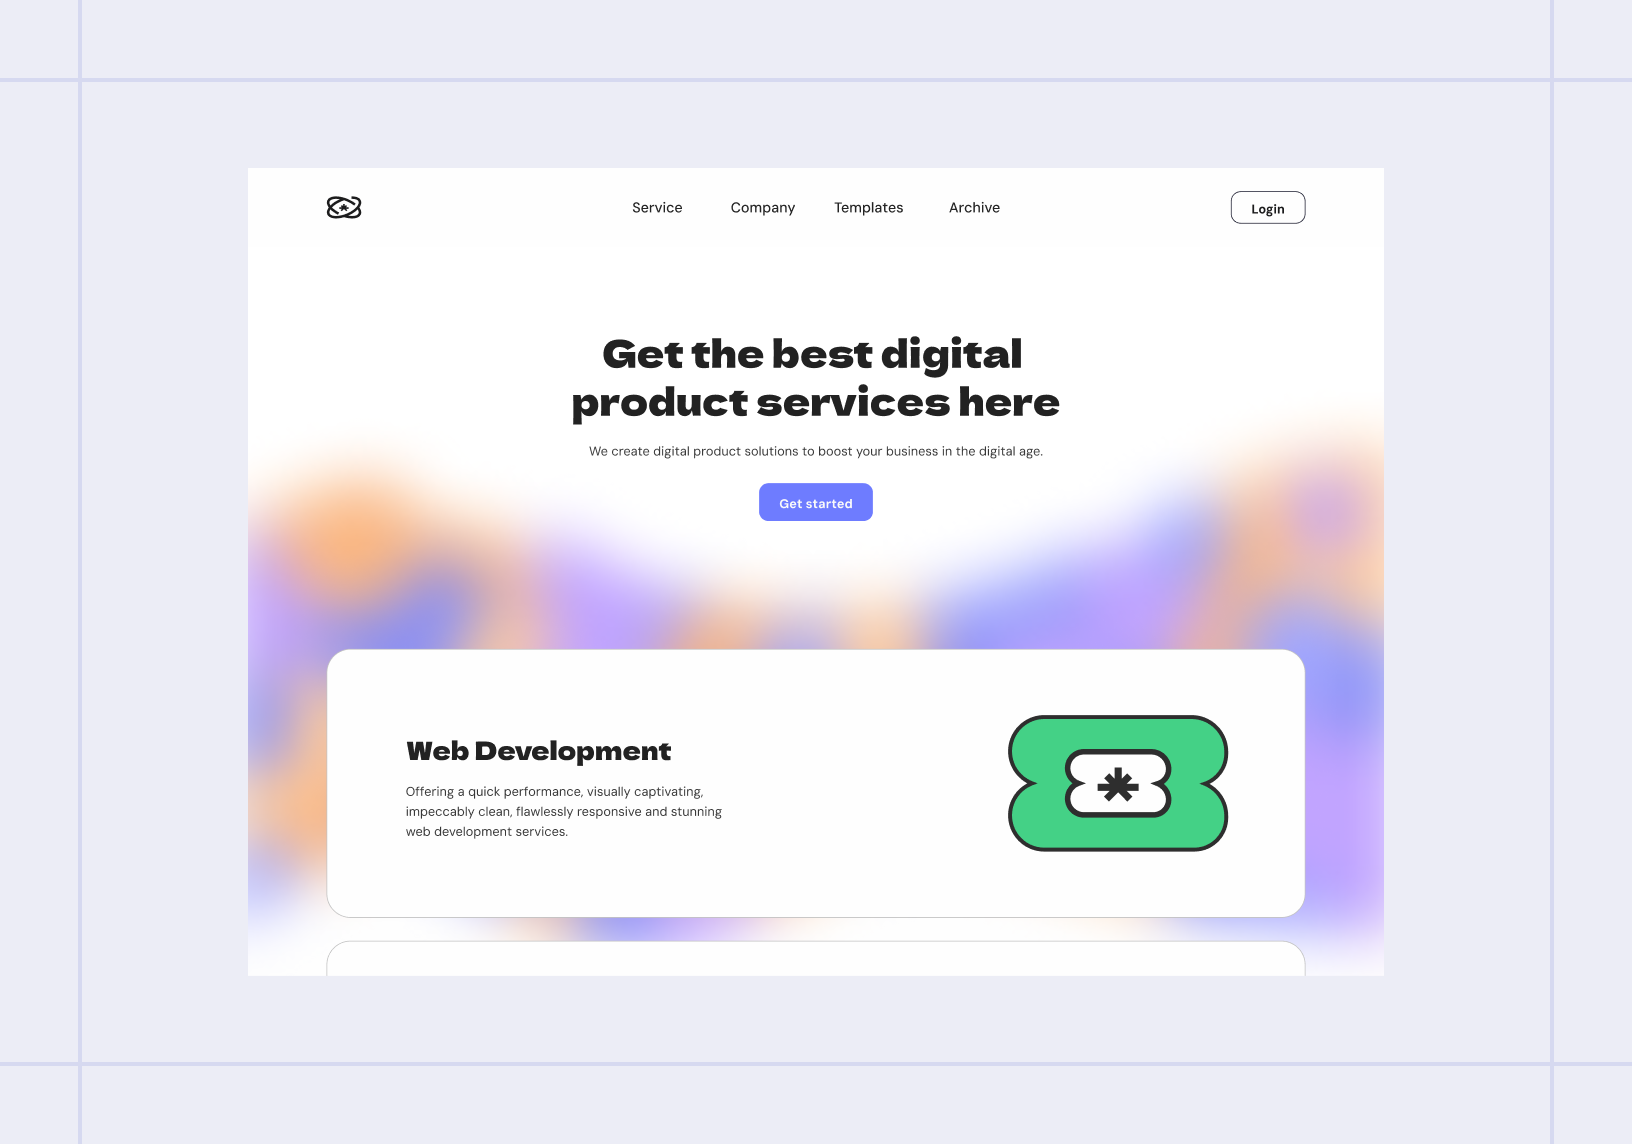 Service
Company
Templates
Archive
Login
Get the best digital
product services here
We create digital product solutions to boost your business in the digital age.
Get started
Web Development
Offering a quick performance, visually captivating,
impeccably clean, flawlessly responsive and stunning
web development services.